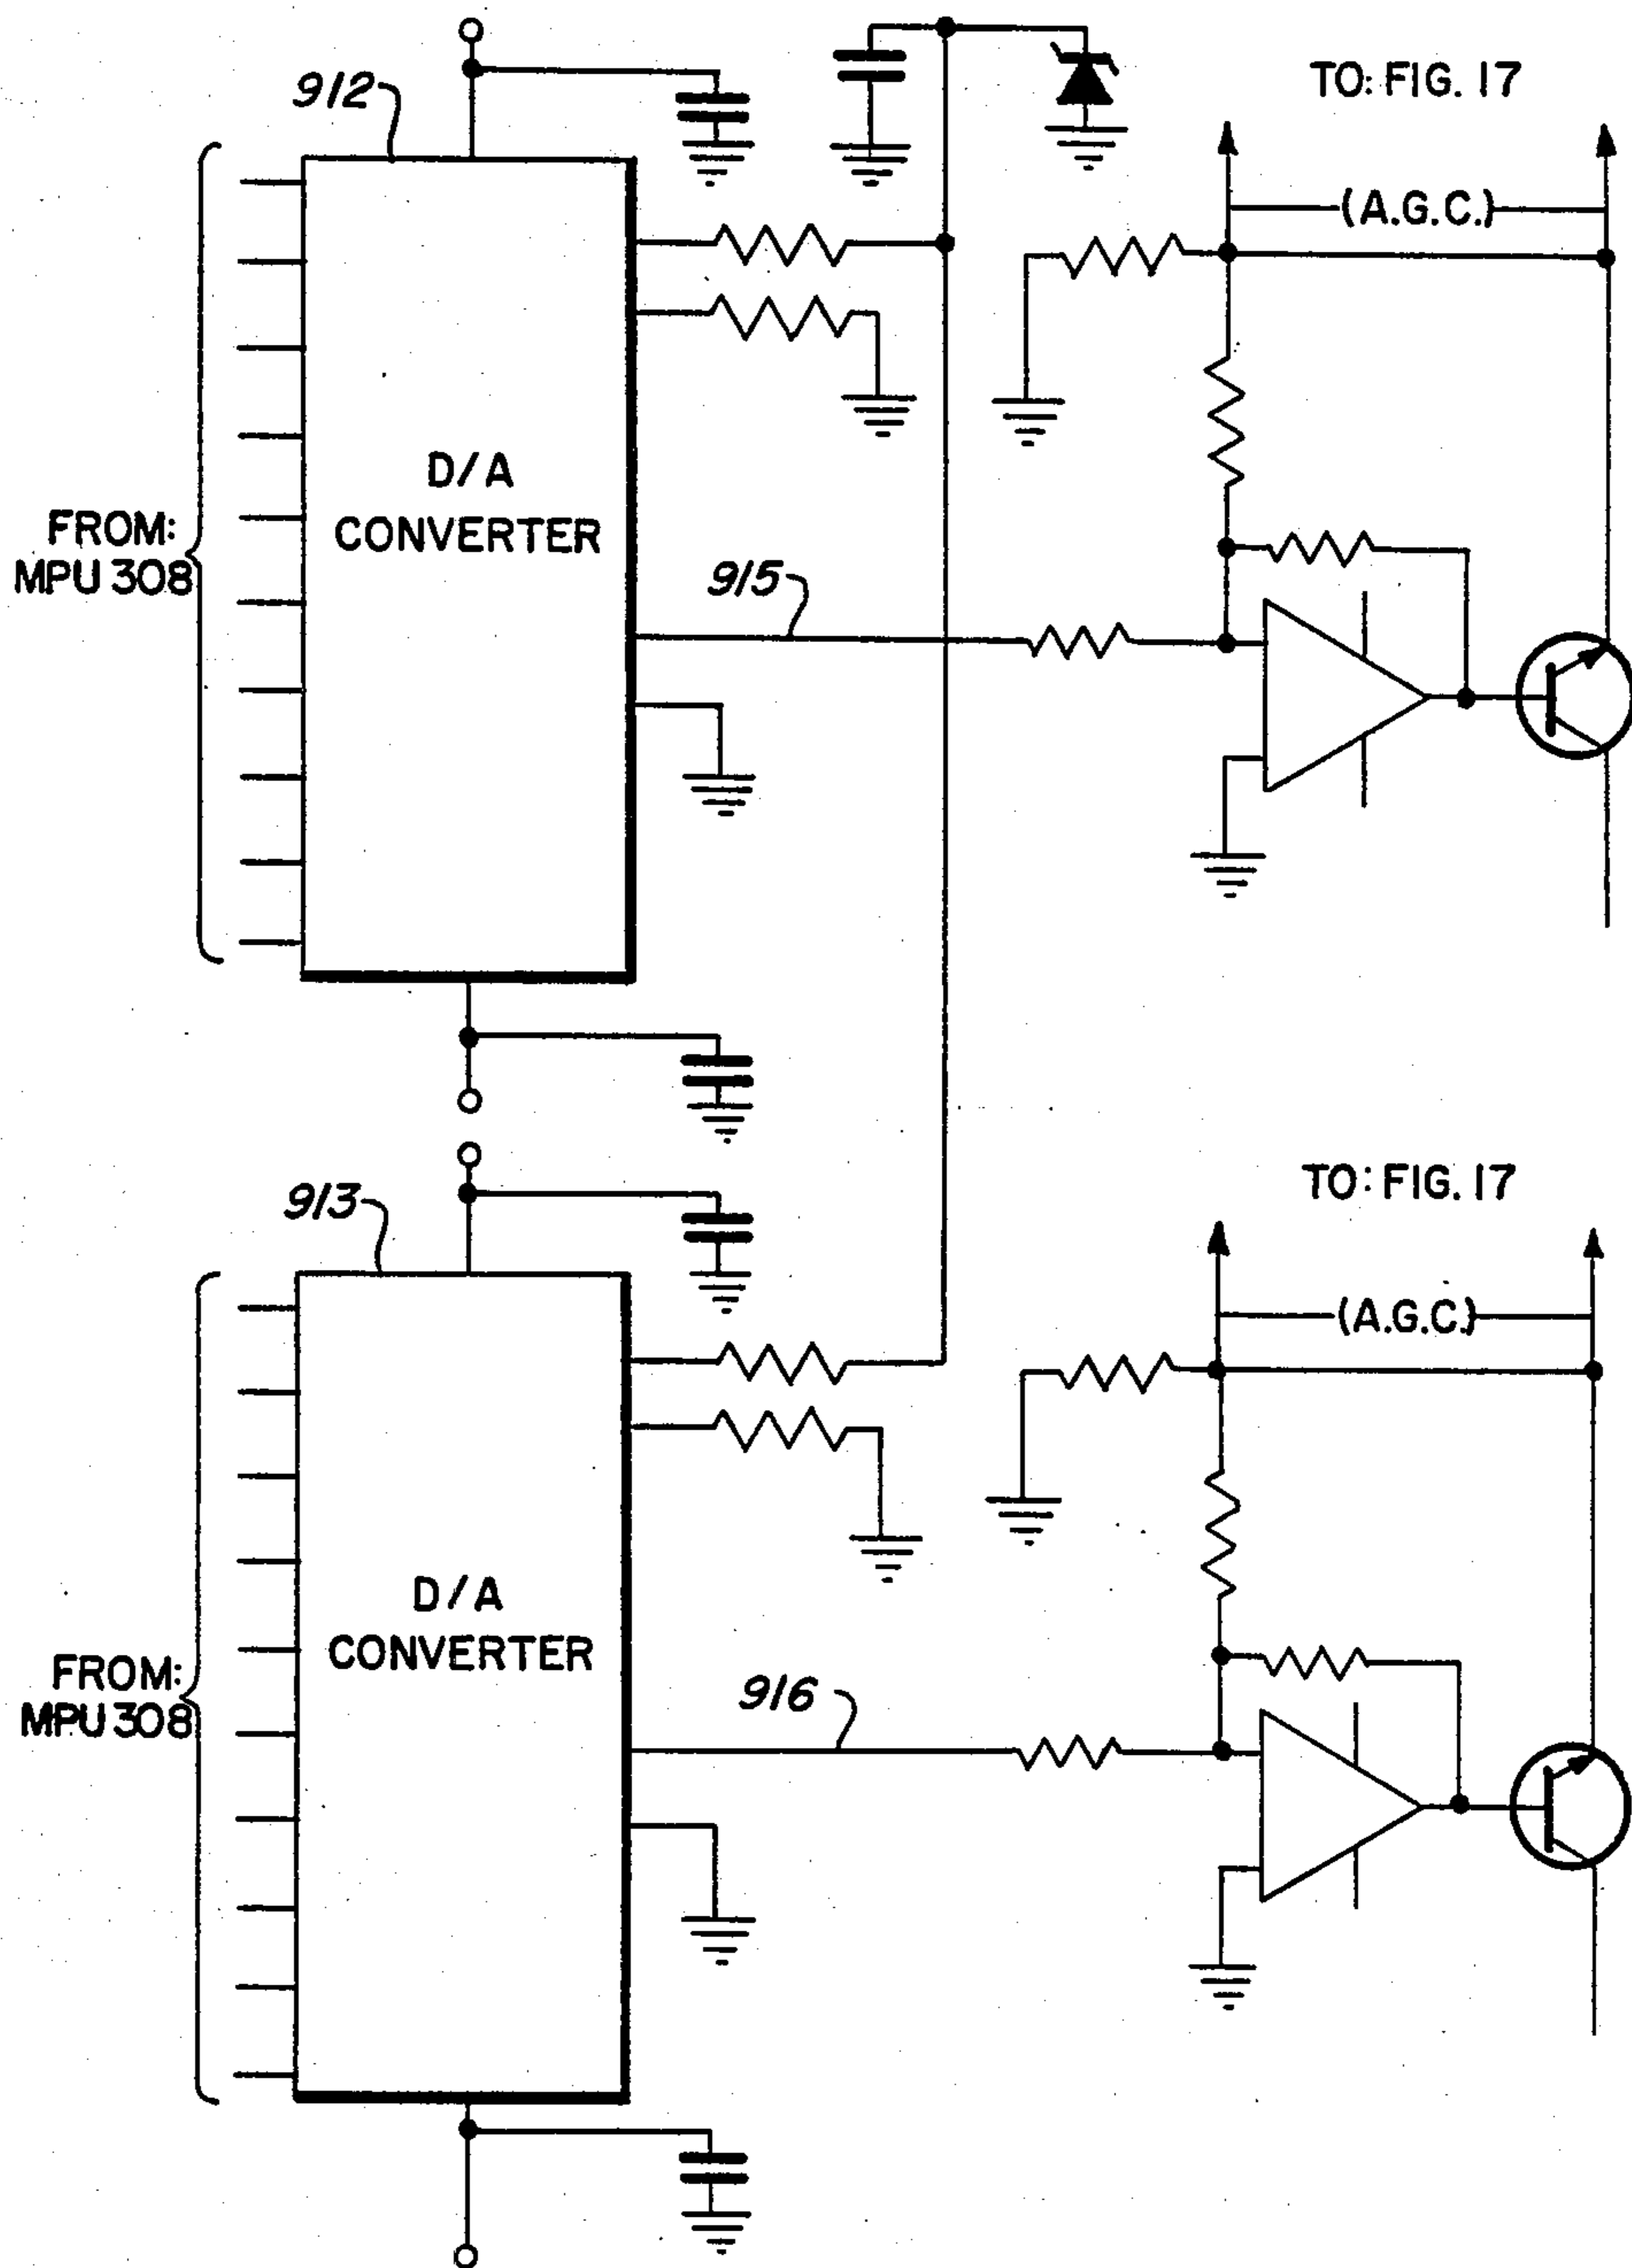 912
TO: FIG. 17
(A.G.C.)
D/A
CONVERTER
FROM:
MPU 308
915
TO: FIG. 17
913
(A.G.C.)
D/A
CONVERTER
FROM:
MPU 308
916